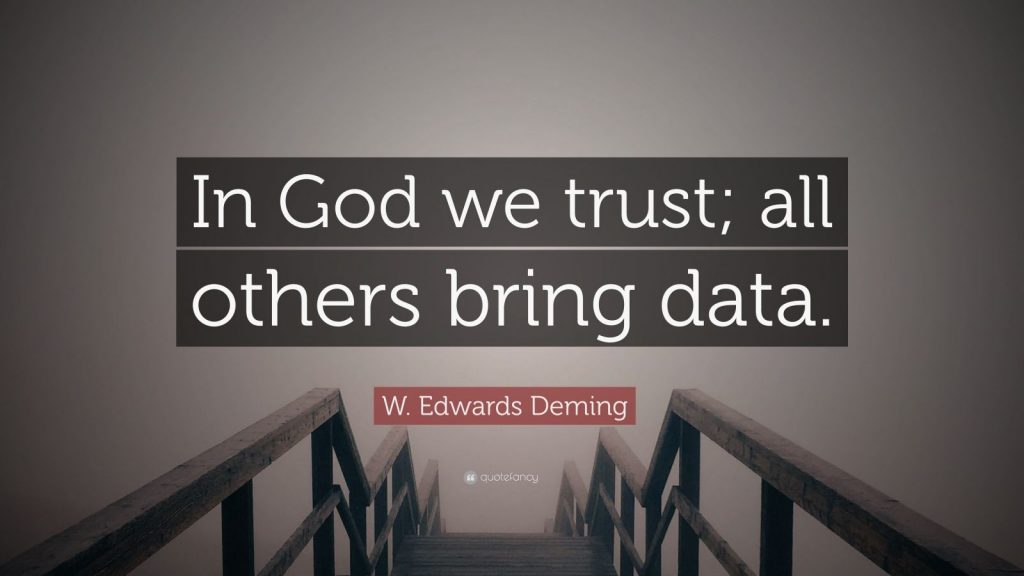 In God we trust; all
others bring data.
W. Edwards Deming
quotefancy